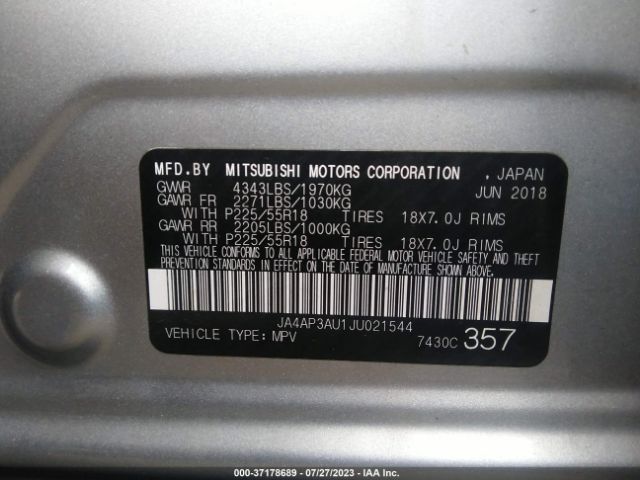 MFD.BY MITSUBISHI MOTORS CORPORATION , JAPAN
GVWR 4343LBS/1970KG JUN 2018
GAWR FR 2271LBS/1030KG
WITH P225/55R18 TIRES 18X7.0J RIMS
GAWR RR 2205LBS/1000KG
WITH P225/55R18 TIRES 18X7.0J RIMS
THIS VEHICLE CONFORMS TO ALL APPLICABLE FEDERAL MOTOR VEHICLE SAFETY AND THEFT
PREVENTION STANDARDS IN EFFECT ON THE DATE OF MANUFACTURE SHOWN ABOVE.
JA4AP3AU1JU021544
VEHICLE TYPE: MPV 7430C 357
000-37178689 - 07/27/2023 - IAA Inc.